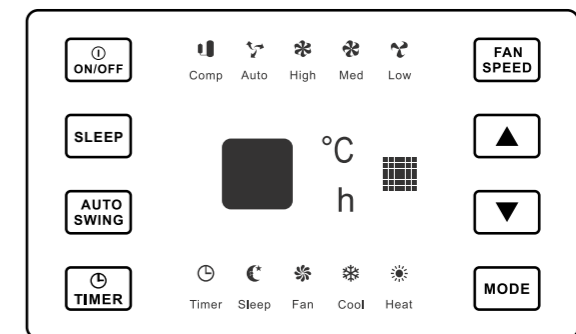 ON/OFF
Comp Auto High Med Low
FAN
SPEED
SLEEP
°C
h
AUTO
SWING
TIMER
Timer Sleep Fan Cool Heat
MODE